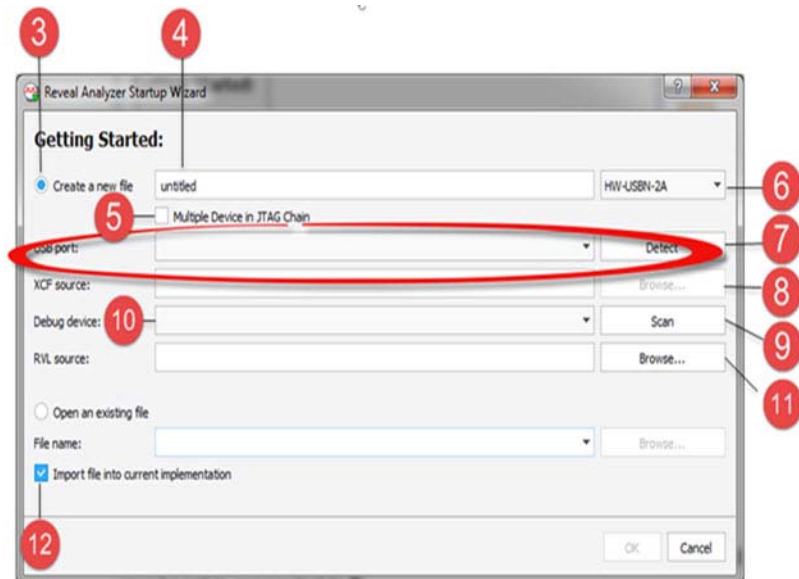 3 4
Reveal Analyzer Startup Wizard
Getting Started:
Create a new file untitled HW-USBN-2A 6
5 Multiple Device in JTAG Chain
USB port: Detect 7
XCF source: Browse... 8
Debug device: 10 Scan 9
RVL source: Browse... 11
Open an existing file
File name: Browse...
Import file into current implementation
12
OK Cancel